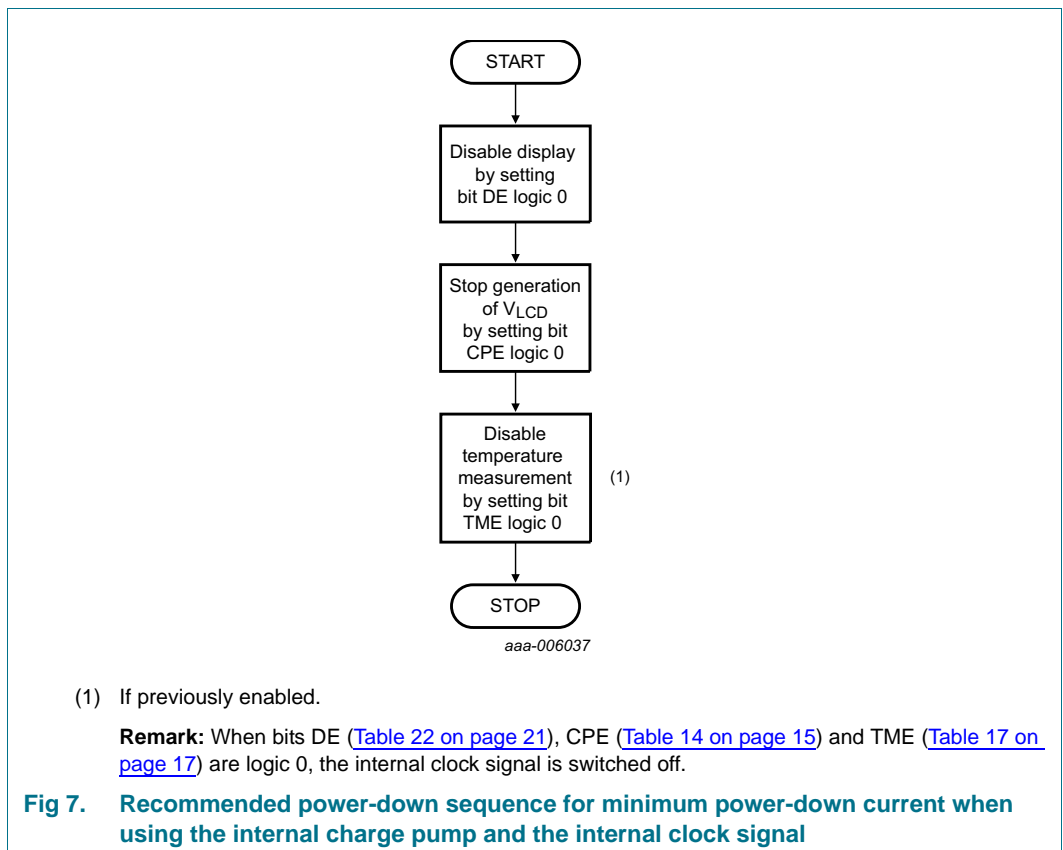 START
Disable display
by setting
bit DE logic 0
Stop generation
of VLCD
by setting bit
CPE logic 0
Disable
temperature
measurement
by setting bit
TME logic 0
(1)
STOP
aaa-006037
(1) If previously enabled.
Remark: When bits DE (Table 22 on page 21), CPE (Table 14 on page 15) and TME (Table 17 on
page 17) are logic 0, the internal clock signal is switched off.
Fig 7. Recommended power-down sequence for minimum power-down current when
using the internal charge pump and the internal clock signal